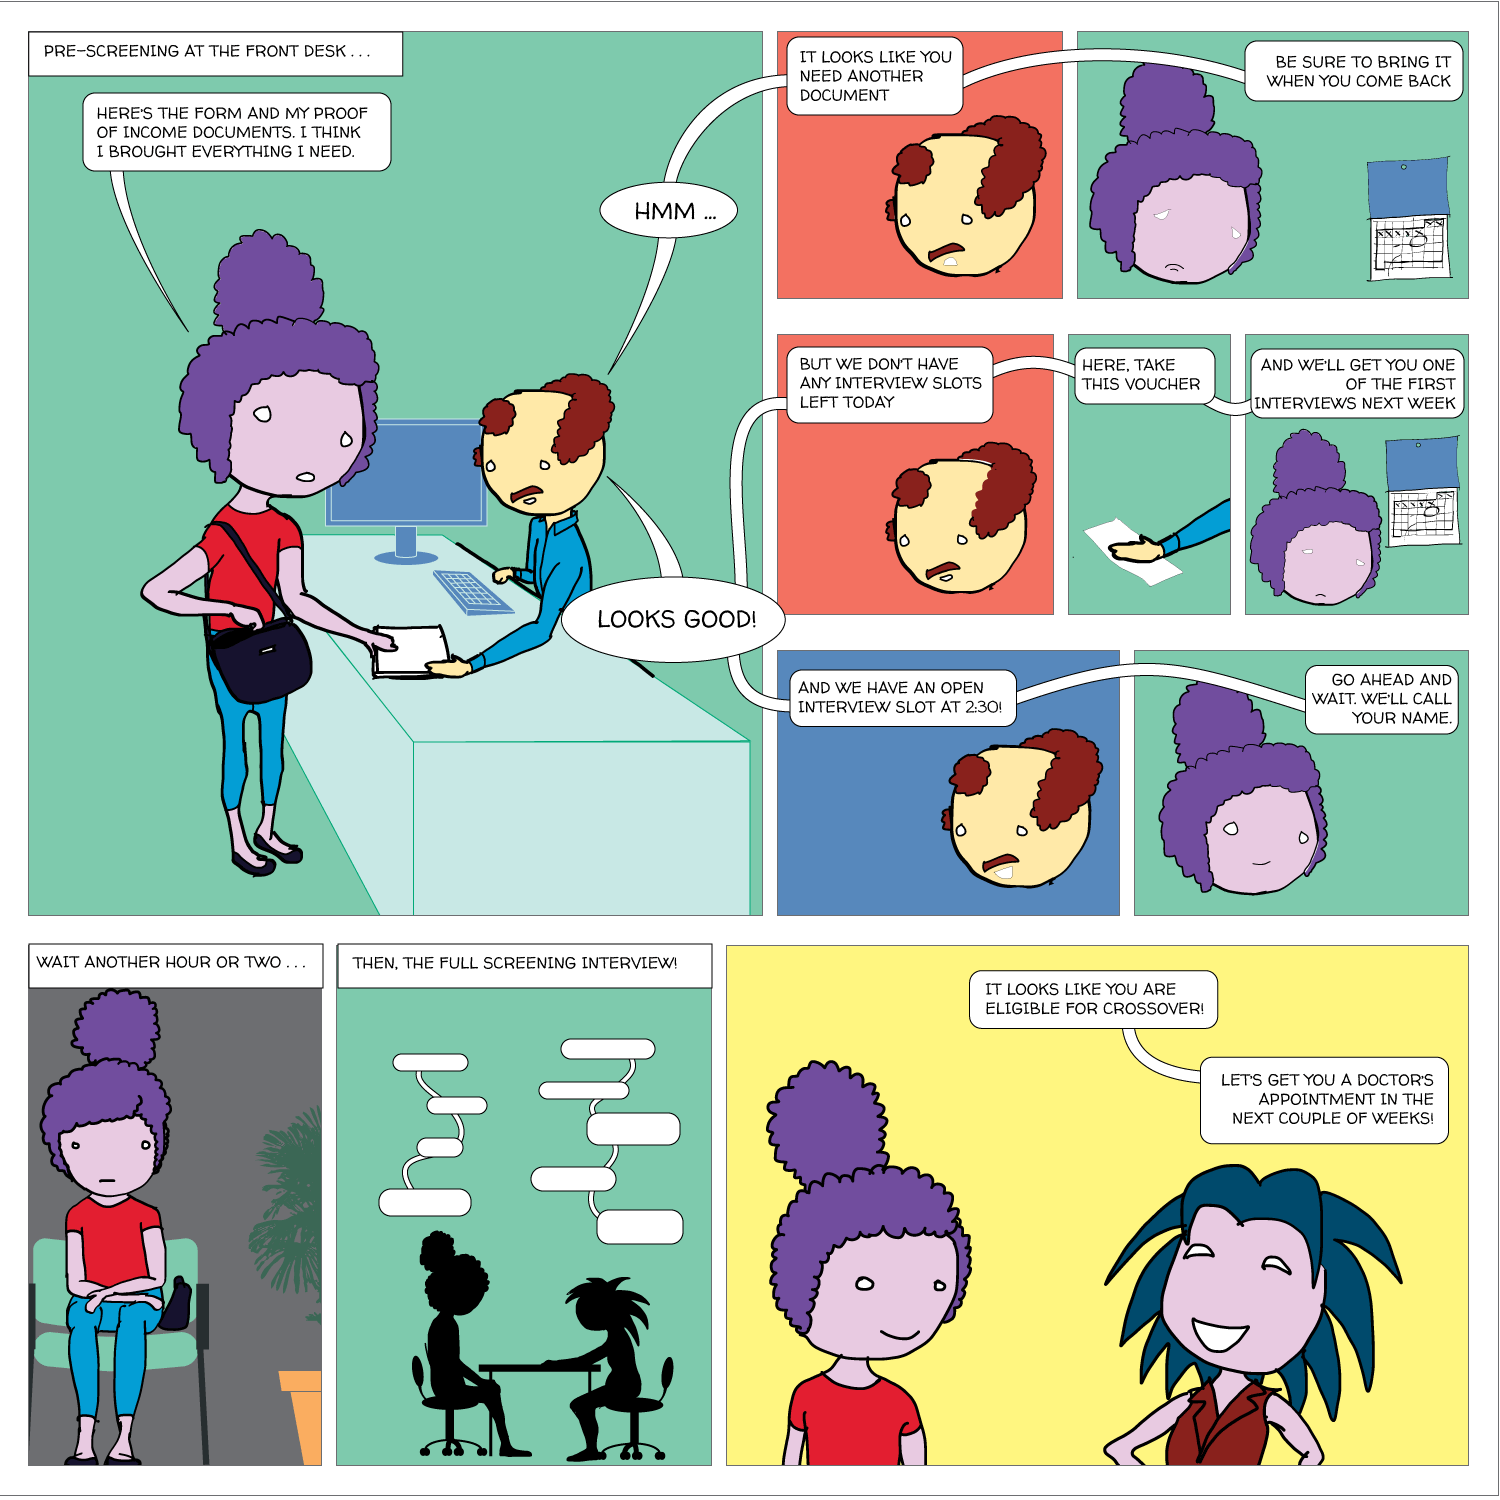 PRE-SCREENING AT THE FRONT DESK . . .
HERE'S THE FORM AND MY PROOF
OF INCOME DOCUMENTS. I THINK
I BROUGHT EVERYTHING I NEED.
HMM ...
IT LOOKS LIKE YOU
NEED ANOTHER
DOCUMENT
BE SURE TO BRING IT
WHEN YOU COME BACK
LOOKS GOOD!
BUT WE DON'T HAVE
ANY INTERVIEW SLOTS
LEFT TODAY
HERE, TAKE
THIS VOUCHER
AND WE'LL GET YOU ONE
OF THE FIRST
INTERVIEWS NEXT WEEK
AND WE HAVE AN OPEN
INTERVIEW SLOT AT 2:30!
GO AHEAD AND
WAIT. WE'LL CALL
YOUR NAME.
WAIT ANOTHER HOUR OR TWO . . .
THEN, THE FULL SCREENING INTERVIEW!
IT LOOKS LIKE YOU ARE
ELIGIBLE FOR CROSSOVER!
LET'S GET YOU A DOCTOR'S
APPOINTMENT IN THE
NEXT COUPLE OF WEEKS!